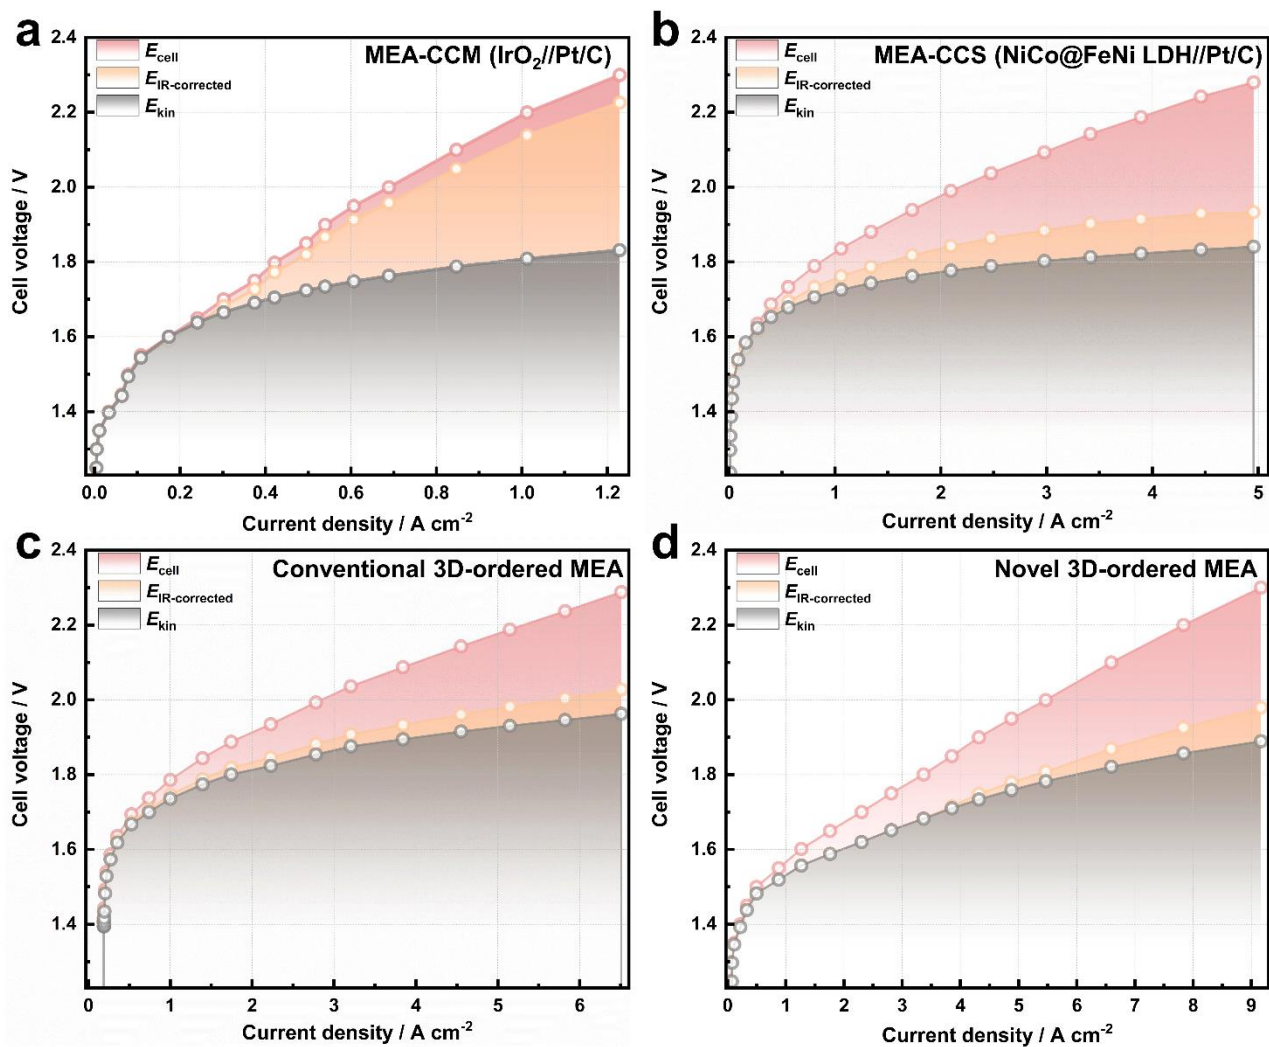 a
MEA-CCM (IrO₂//Pt/C)
E_cell
E_IR-corrected
E_kin
2.4
2.2
2.0
1.8
1.6
1.4
Cell voltage / V
0.0 0.2 0.4 0.6 0.8 1.0 1.2
Current density / A cm⁻²
b
MEA-CCS (NiCo@FeNi LDH//Pt/C)
E_cell
E_IR-corrected
E_kin
2.4
2.2
2.0
1.8
1.6
1.4
Cell voltage / V
0 1 2 3 4 5
Current density / A cm⁻²
c
Conventional 3D-ordered MEA
E_cell
E_IR-corrected
E_kin
2.4
2.2
2.0
1.8
1.6
1.4
Cell voltage / V
0 1 2 3 4 5 6
Current density / A cm⁻²
d
Novel 3D-ordered MEA
E_cell
E_IR-corrected
E_kin
2.4
2.2
2.0
1.8
1.6
1.4
Cell voltage / V
0 1 2 3 4 5 6 7 8 9
Current density / A cm⁻²